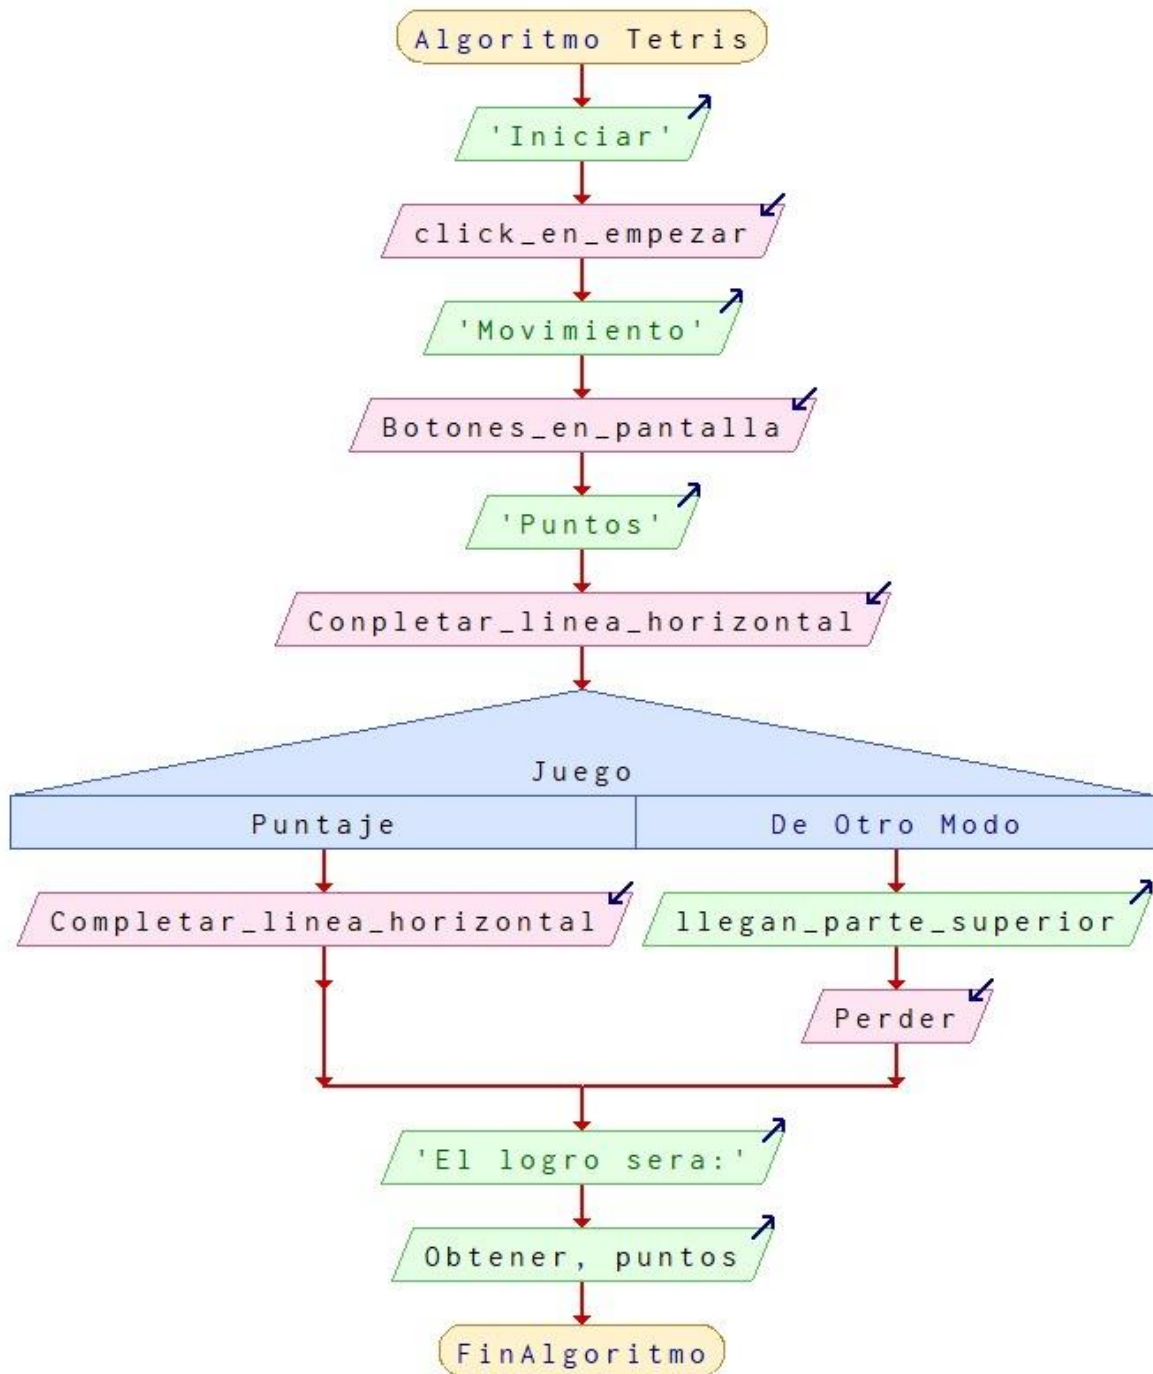 Algoritmo Tetris
'Iniciar'
click_en_empezar
'Movimiento'
Botones_en_pantalla
'Puntos'
Conpletar_linea_horizontal
Juego
Puntaje
De Otro Modo
Completar_linea_horizontal
llegan_parte_superior
Perder
'El logro sera:'
Obtener, puntos
FinAlgoritmo